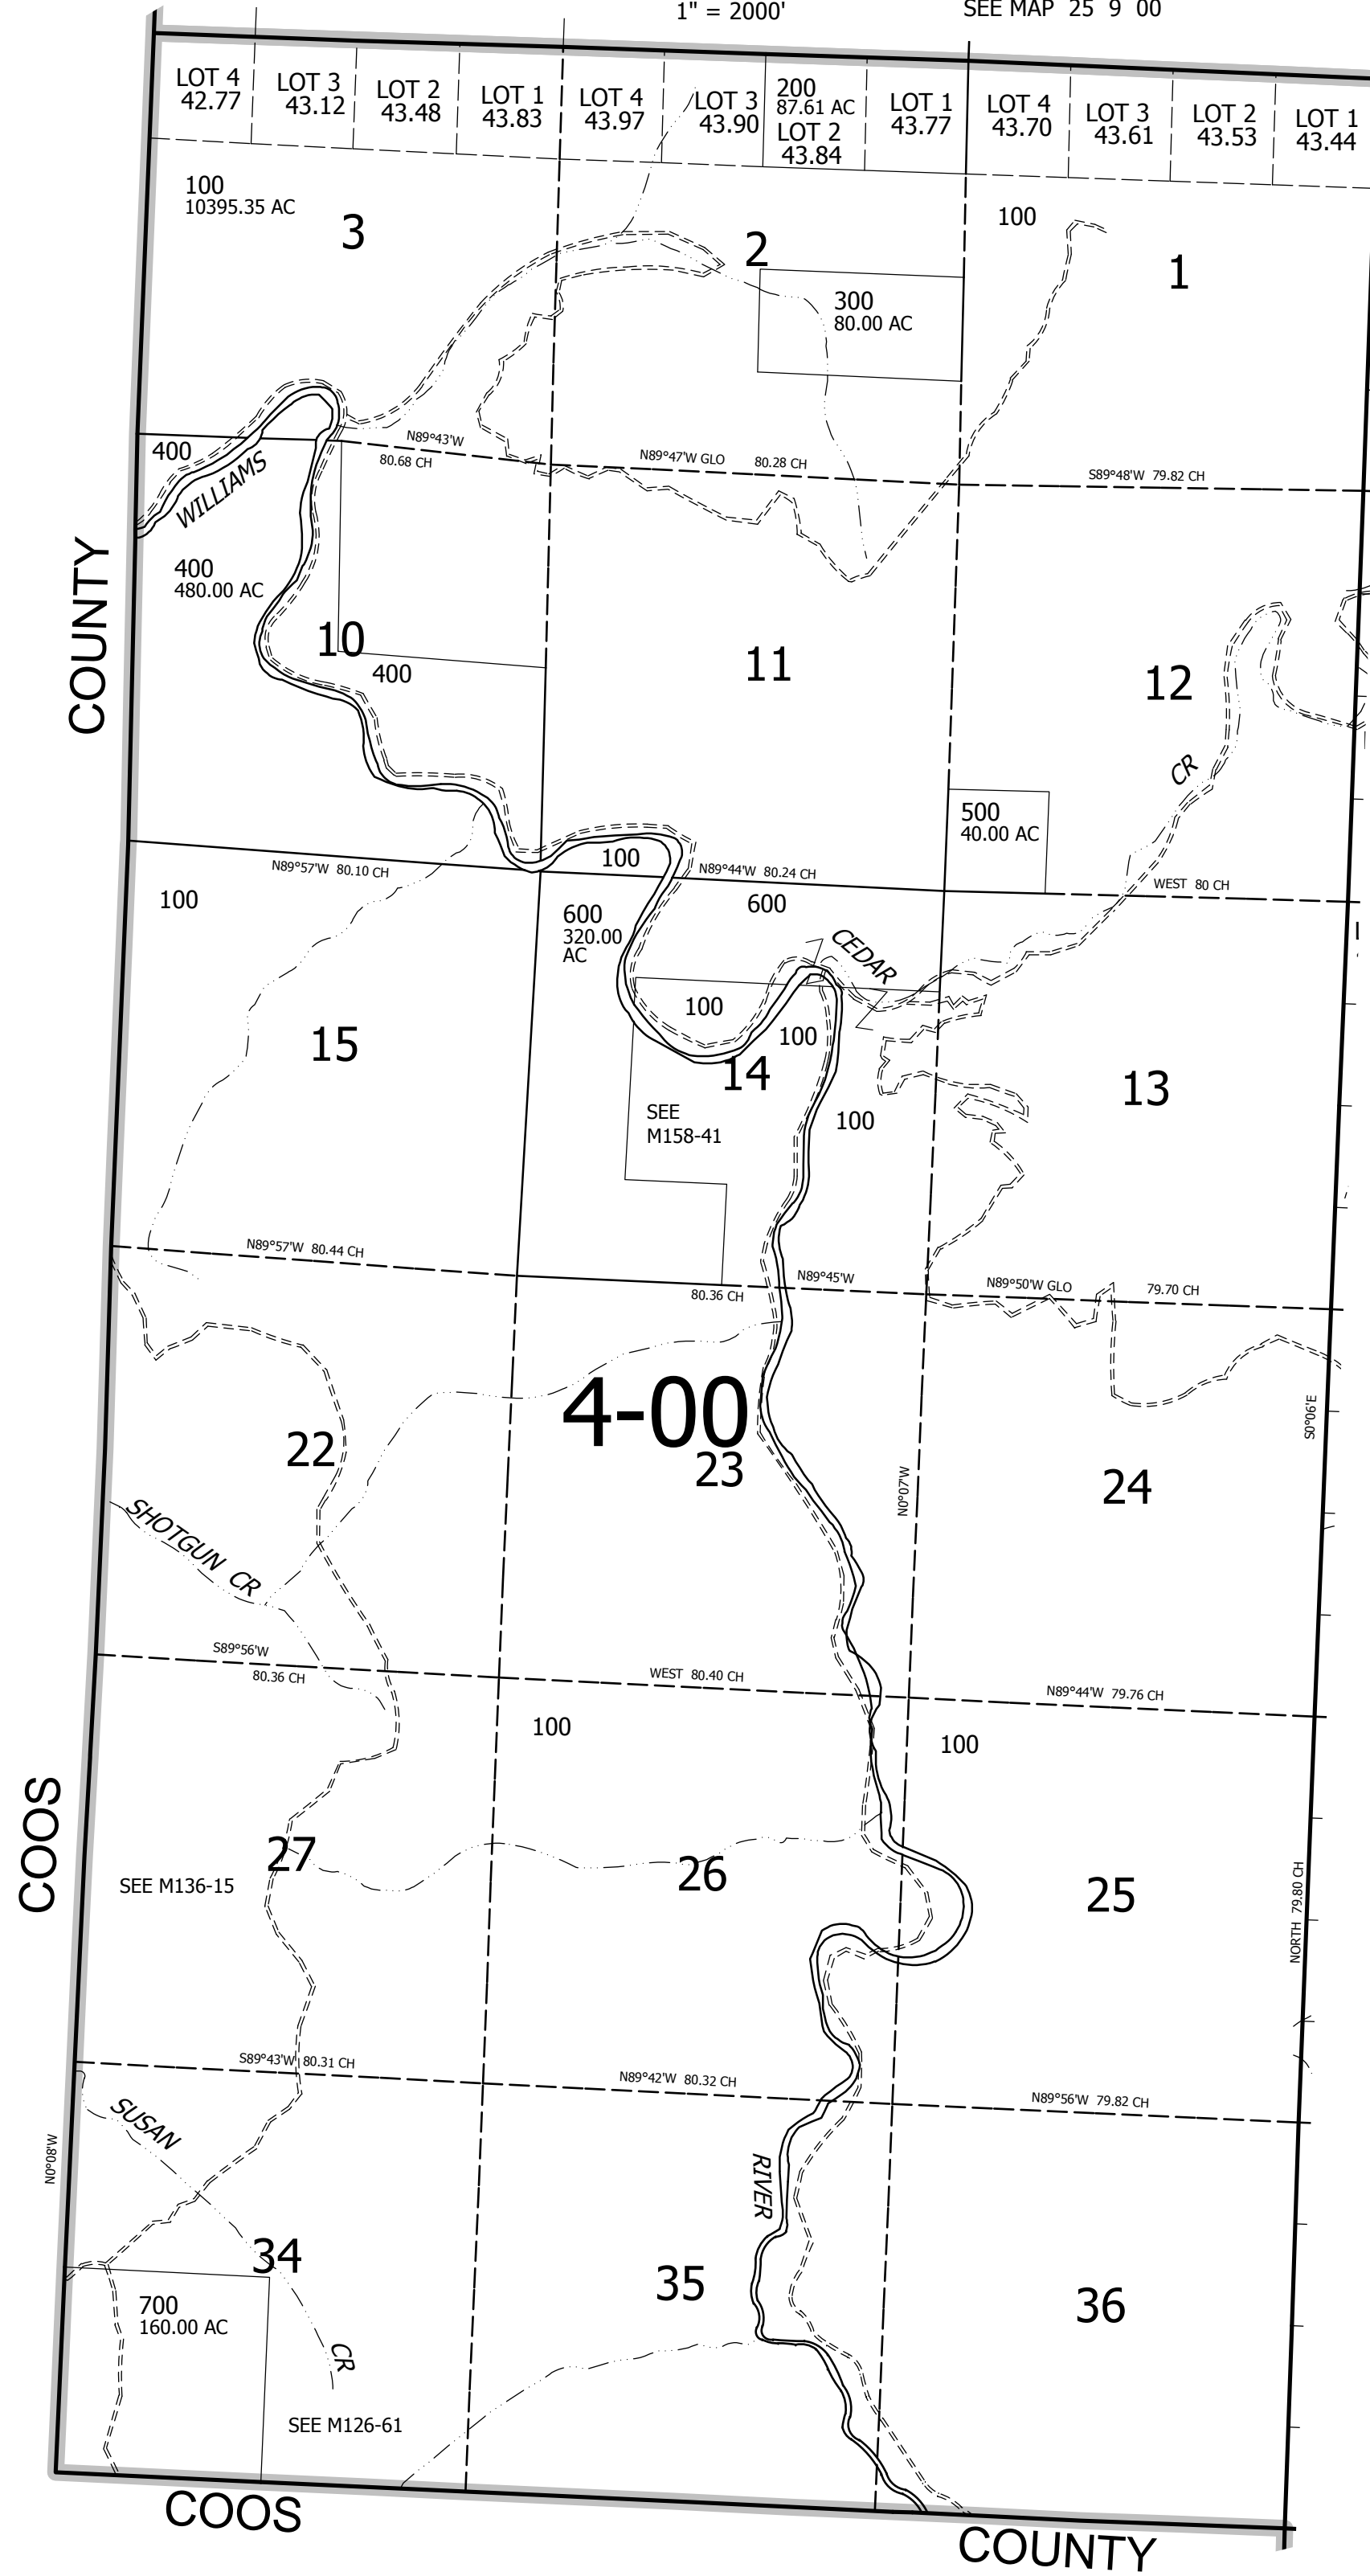 1" = 2000'
SEE MAP 25 9 00
LOT 4
42.77
LOT 3
43.12
LOT 2
43.48
LOT 1
43.83
LOT 4
43.97
LOT 3
43.90
200
87.61 AC
LOT 2
43.84
LOT 1
43.77
LOT 4
43.70
LOT 3
43.61
LOT 2
43.53
LOT 1
43.44
100
10395.35 AC
3
2
100
1
300
80.00 AC
400
WILLIAMS
N89°43'W
80.68 CH
N89°47'W GLO
80.28 CH
S89°48'W 79.82 CH
COUNTY
400
480.00 AC
10
400
11
12
CR
500
40.00 AC
N89°57'W 80.10 CH
100
N89°44'W 80.24 CH
WEST 80 CH
100
600
320.00
AC
600
CEDAR
100
100
15
14
13
SEE
M158-41
100
N89°57'W 80.44 CH
80.36 CH
N89°45'W
N89°50'W GLO
79.70 CH
4-00
22
23
24
S0°06'E
N0°07'W
SHOTGUN CR
S89°56'W
80.36 CH
WEST 80.40 CH
N89°44'W 79.76 CH
100
100
COOS
27
26
25
SEE M136-15
NORTH 79.80 CH
S89°43'W 80.31 CH
N89°42'W 80.32 CH
N89°56'W 79.82 CH
SUSAN
N0°08'W
RIVER
34
35
36
700
160.00 AC
CR
SEE M126-61
COOS
COUNTY